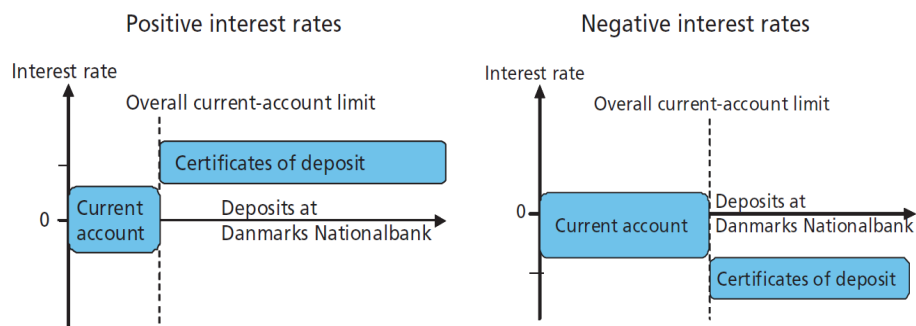 Positive interest rates
Interest rate
Overall current-account limit
Certificates of deposit
Current
account
0
Deposits at
Danmarks Nationalbank
Negative interest rates
Interest rate
Overall current-account limit
0
Current account
Deposits at
Danmarks Nationalbank
Certificates of deposit